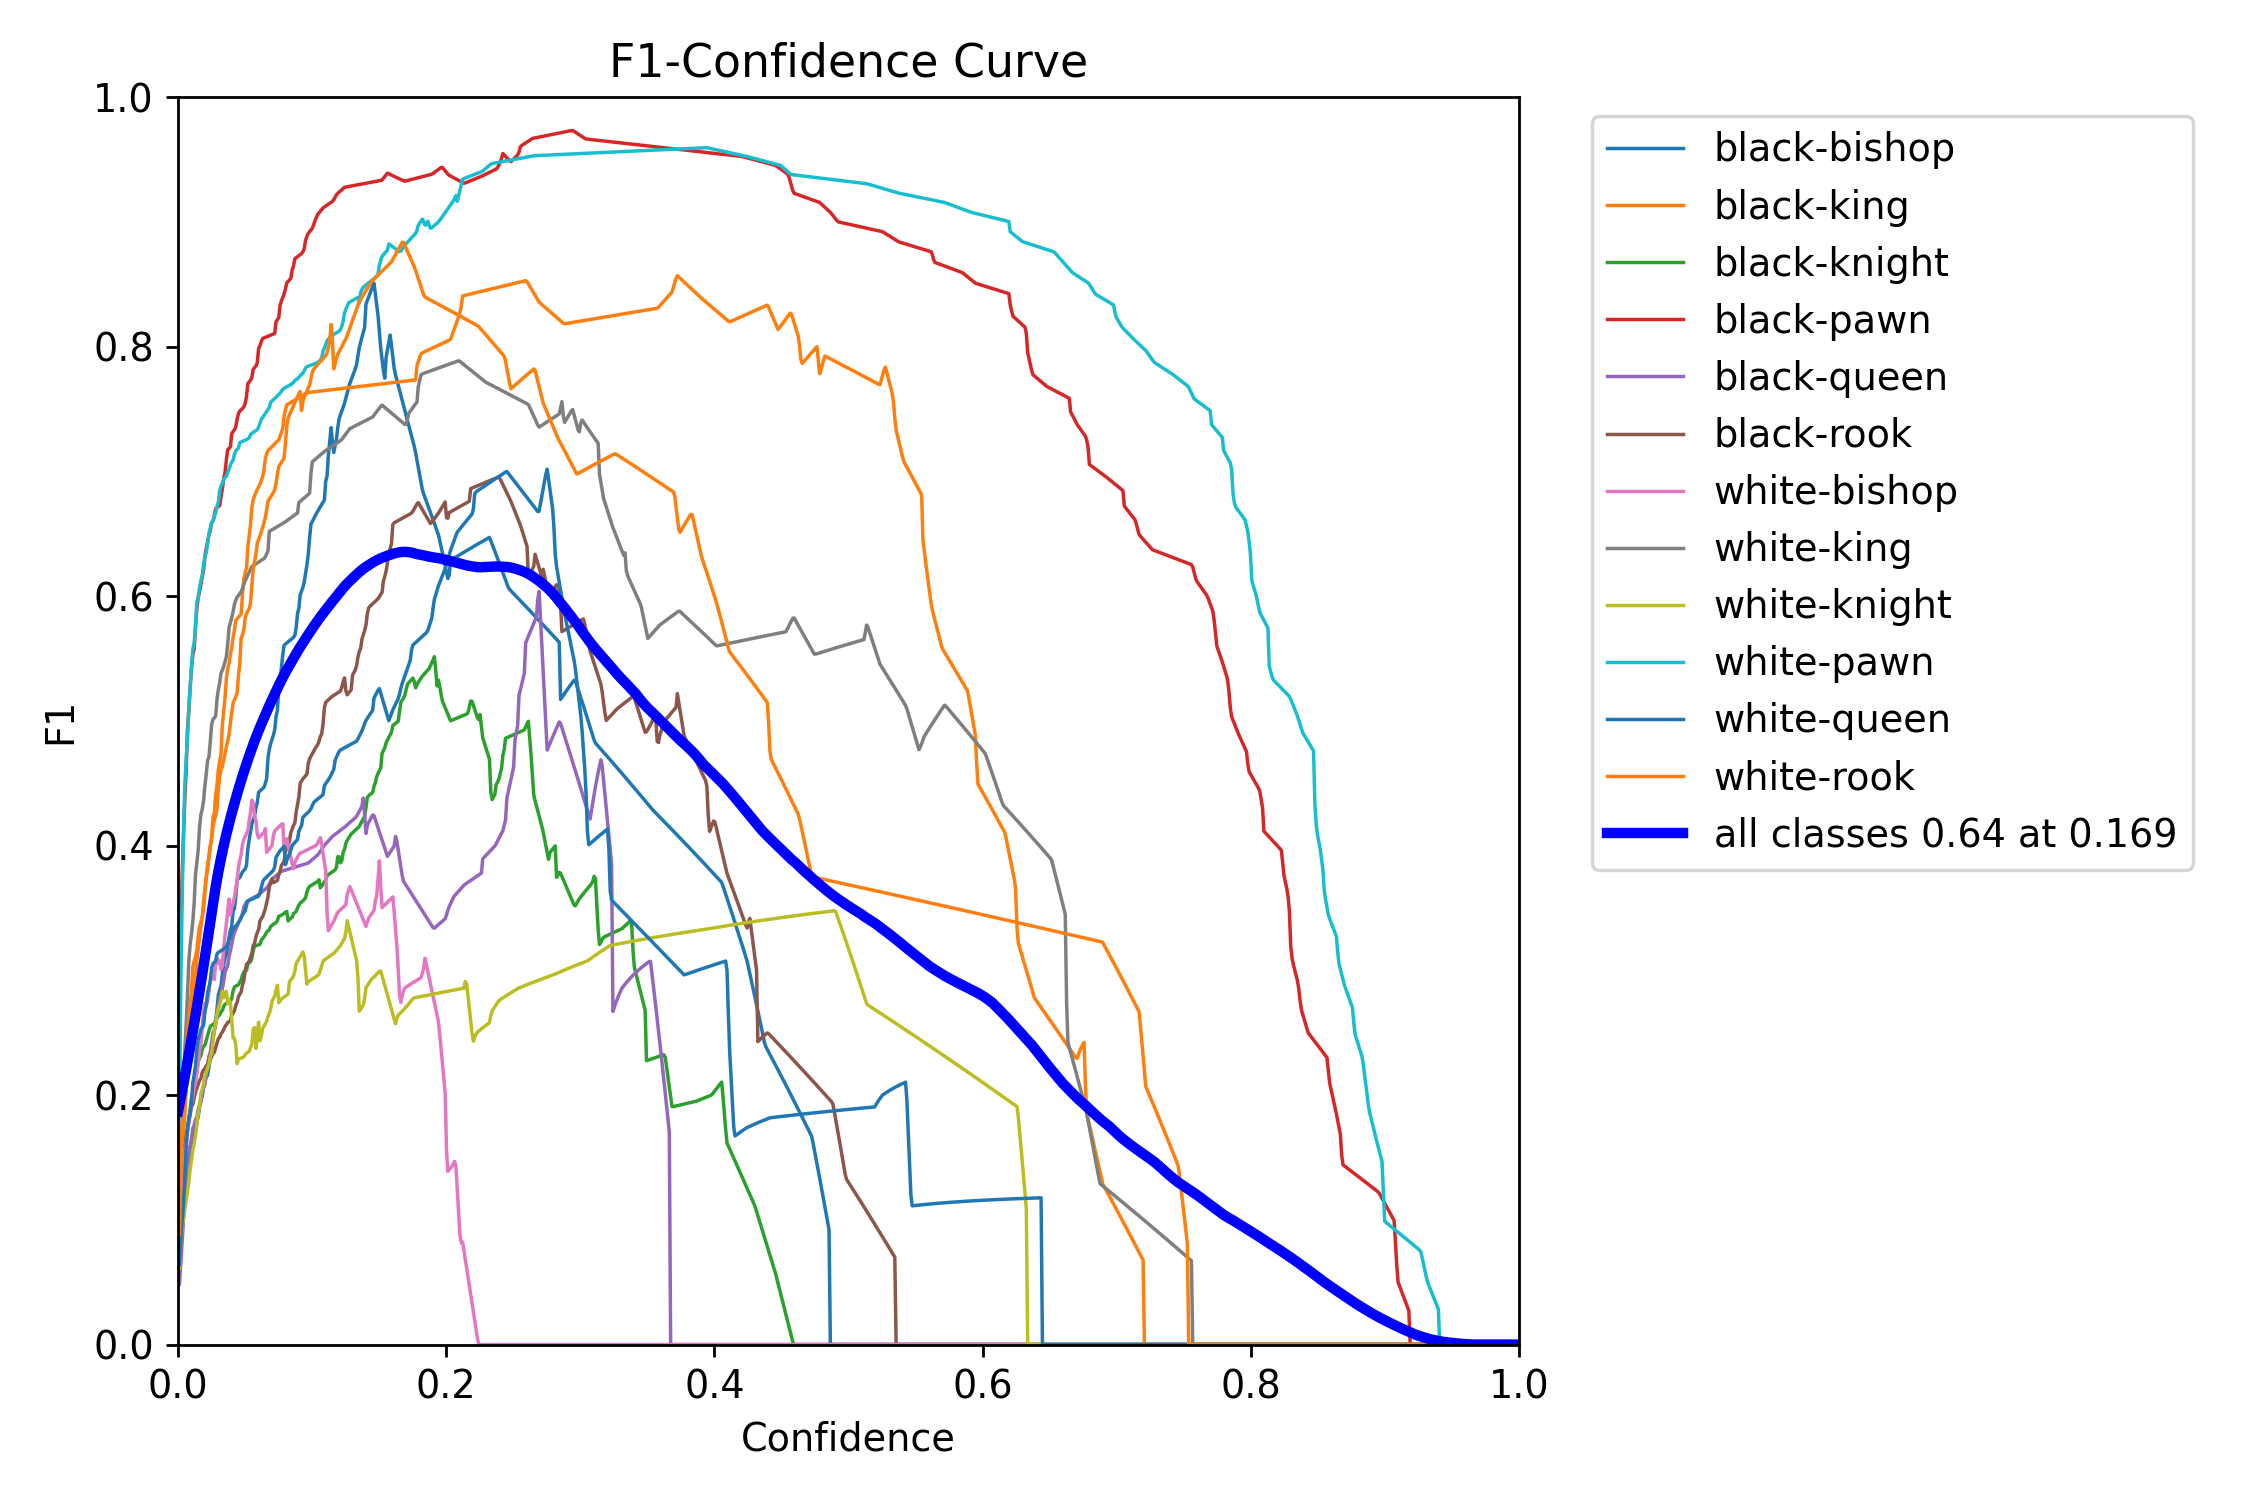 F1-Confidence Curve
1.0
0.8
0.6
0.4
0.2
0.0
F1
0.0 0.2 0.4 0.6 0.8 1.0
Confidence
black-bishop
black-king
black-knight
black-pawn
black-queen
black-rook
white-bishop
white-king
white-knight
white-pawn
white-queen
white-rook
all classes 0.64 at 0.169